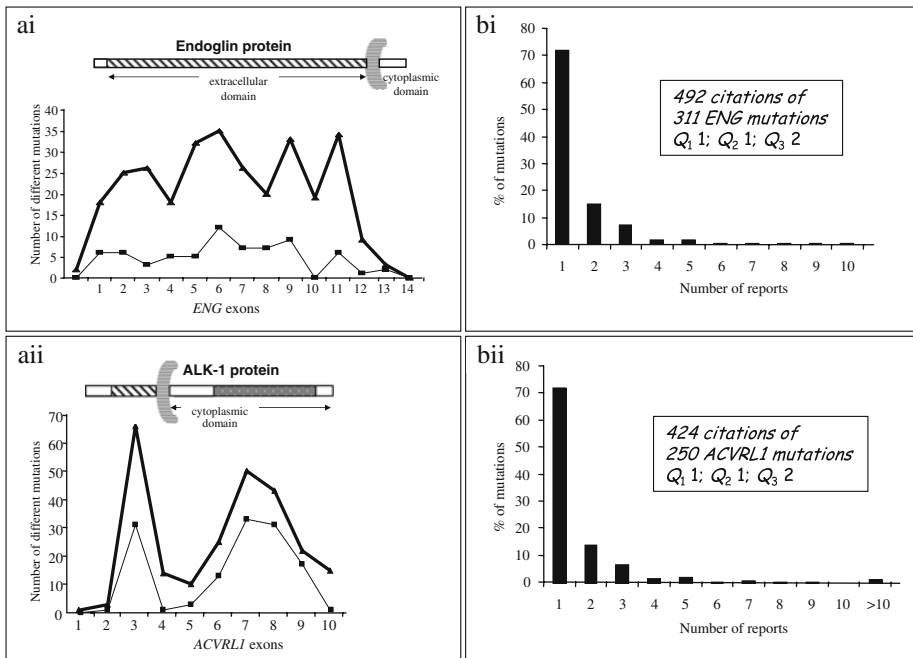 ai
Endoglin protein
extracellular
domain
cytoplasmic
domain
Number of different mutations
40
35
30
25
20
15
10
5
0
1 2 3 4 5 6 7 8 9 10 11 12 13 14
ENG exons
bi
% of mutations
80
70
60
50
40
30
20
10
0
492 citations of
311 ENG mutations
Q1 1; Q2 1; Q3 2
1 2 3 4 5 6 7 8 9 10
Number of reports
aii
ALK-1 protein
cytoplasmic
domain
Number of different mutations
70
60
50
40
30
20
10
0
1 2 3 4 5 6 7 8 9 10
ACVRL1 exons
bii
% of mutations
80
70
60
50
40
30
20
10
0
424 citations of
250 ACVRL1 mutations
Q1 1; Q2 1; Q3 2
1 2 3 4 5 6 7 8 9 10 >10
Number of reports